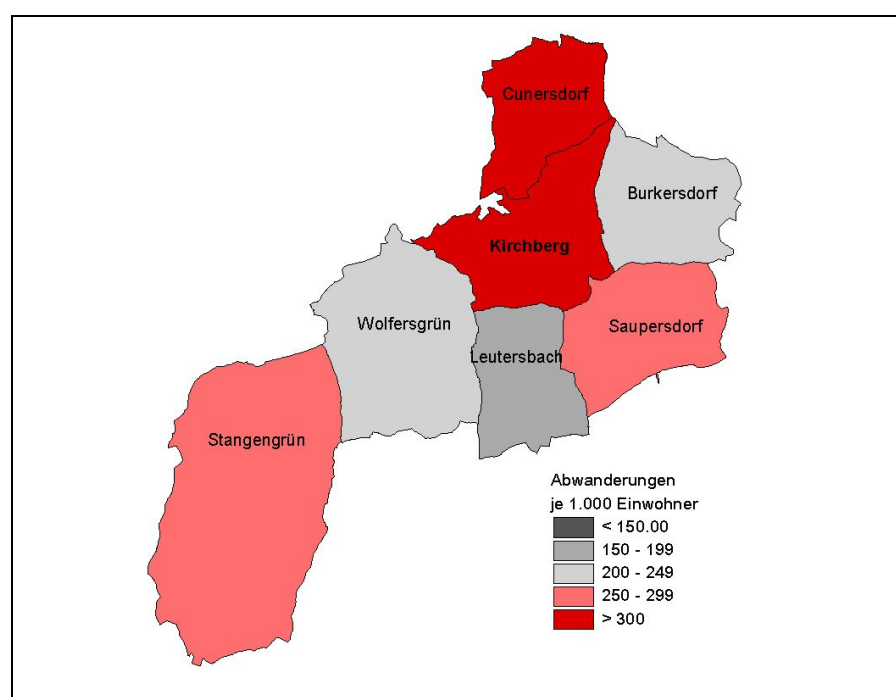 Cunersdorf
Burkersdorf
Kirchberg
Wolfersgrün
Saupersdorf
Leutersbach
Stangengrün
Abwanderungen
je 1.000 Einwohner
< 150.00
150 - 199
200 - 249
250 - 299
> 300